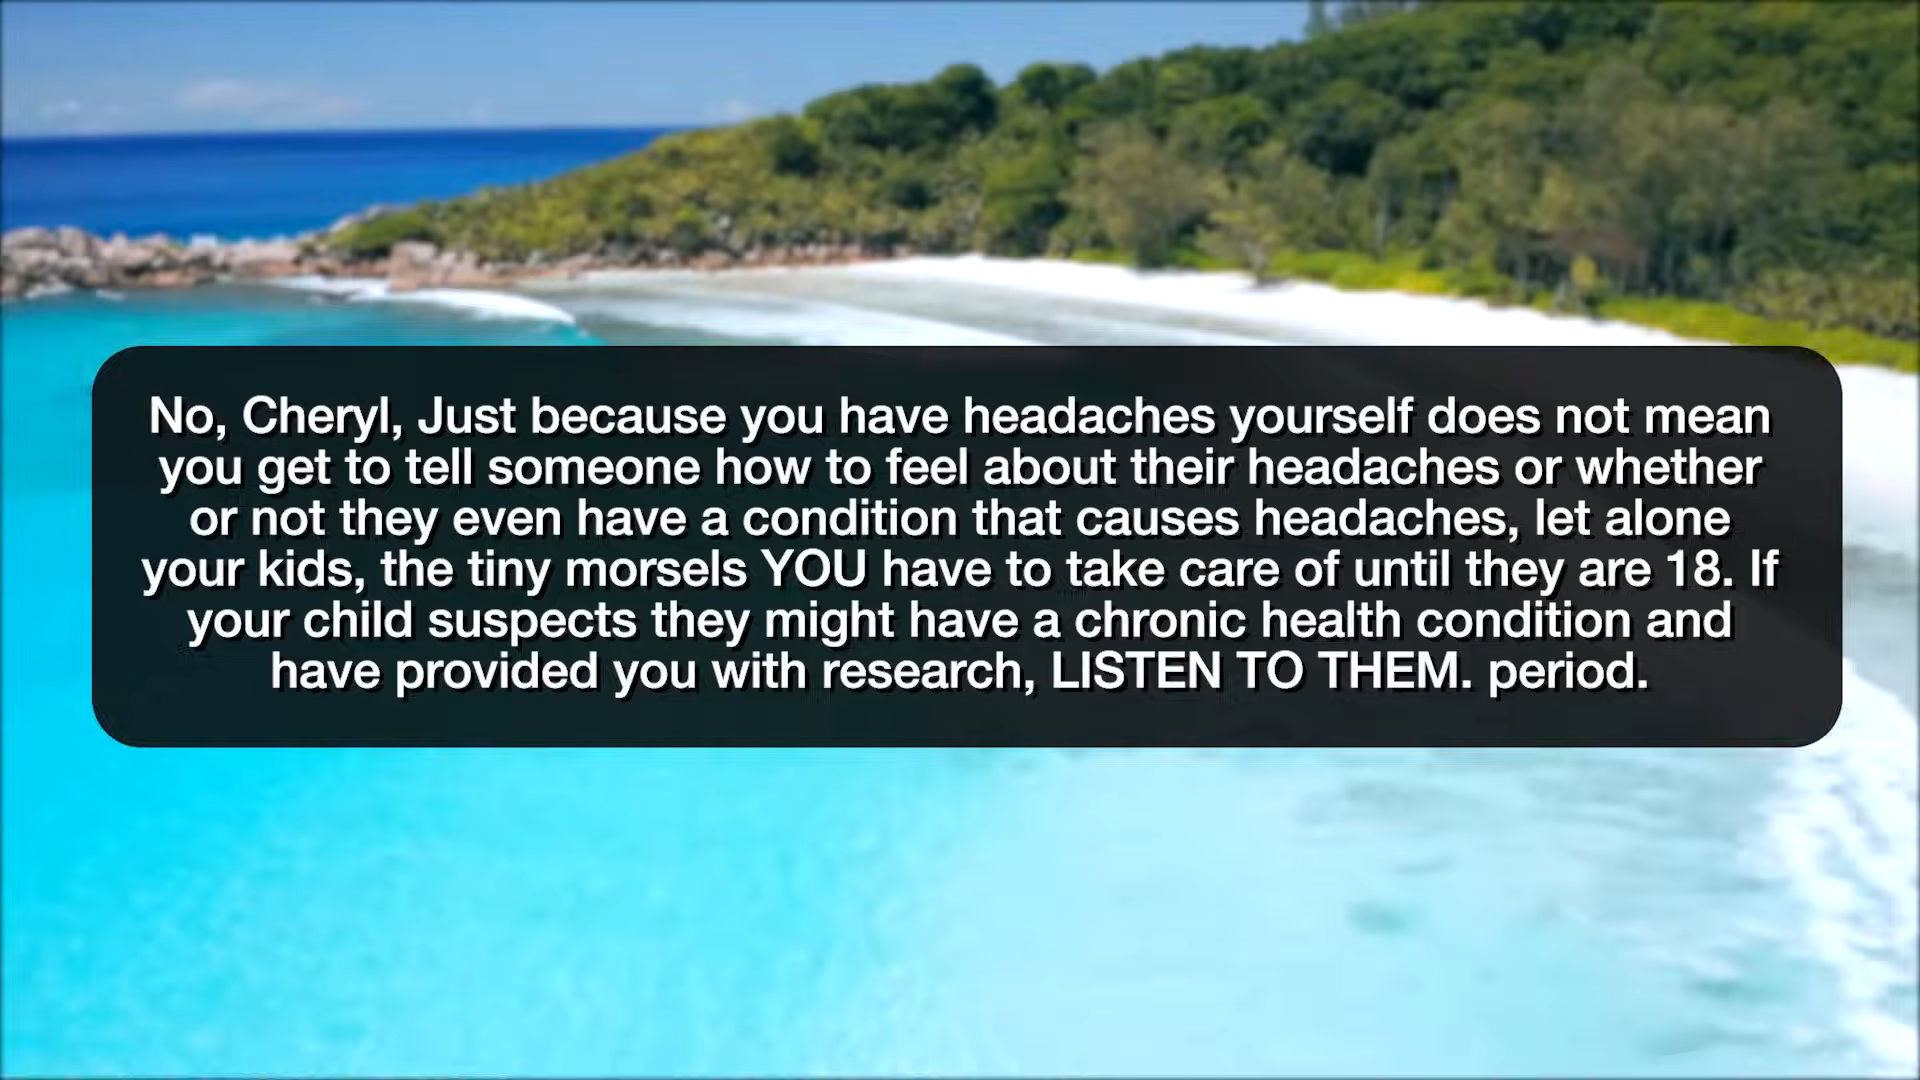 No, Cheryl, Just because you have headaches yourself does not mean
you get to tell someone how to feel about their headaches or whether
or not they even have a condition that causes headaches, let alone
your kids, the tiny morsels YOU have to take care of until they are 18. If
your child suspects they might have a chronic health condition and
have provided you with research, LISTEN TO THEM. period.